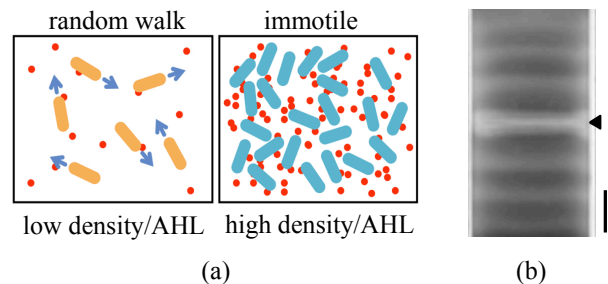 random walk
immotile
low density/AHL
high density/AHL
(a)
(b)